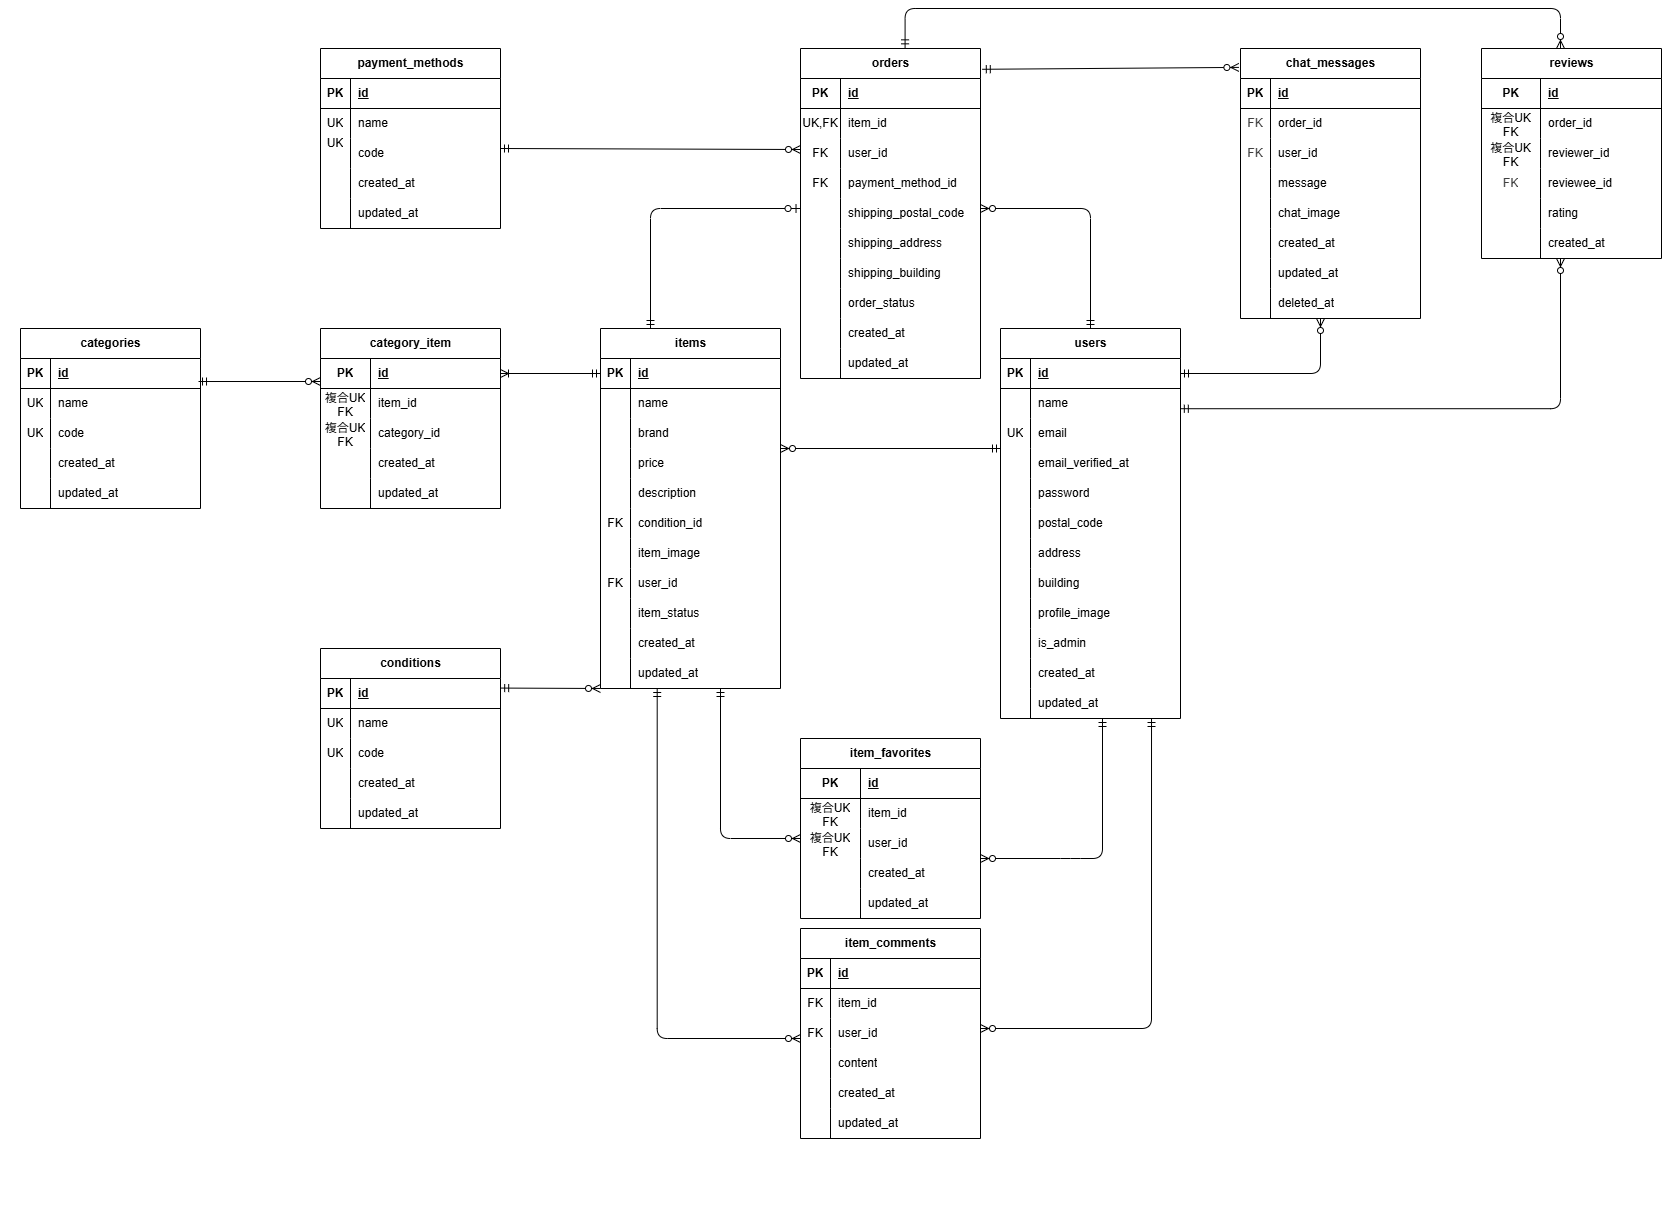 payment_methods
PK id
UK name
UK code
created_at
updated_at
orders
PK id
UK,FK item_id
FK user_id
FK payment_method_id
shipping_postal_code
shipping_address
shipping_building
order_status
created_at
updated_at
chat_messages
PK id
FK order_id
FK user_id
message
chat_image
created_at
updated_at
deleted_at
reviews
PK id
複合UK
FK order_id
複合UK
FK reviewer_id
FK reviewee_id
rating
created_at
categories
PK id
UK name
UK code
created_at
updated_at
category_item
PK id
複合UK
FK item_id
複合UK
FK category_id
created_at
updated_at
items
PK id
name
brand
price
description
FK condition_id
item_image
FK user_id
item_status
created_at
updated_at
users
PK id
name
UK email
email_verified_at
password
postal_code
address
building
profile_image
is_admin
created_at
updated_at
conditions
PK id
UK name
UK code
created_at
updated_at
item_favorites
PK id
複合UK
FK item_id
複合UK
FK user_id
created_at
updated_at
item_comments
PK id
FK item_id
FK user_id
content
created_at
updated_at